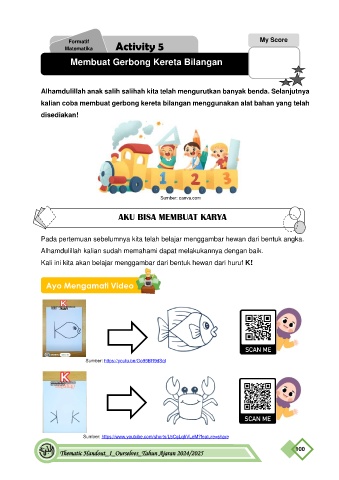 Formatif
Matematika
Activity 5
My Score
Membuat Gerbong Kereta Bilangan
Alhamdulillah anak salih salihah kita telah mengurutkan banyak benda. Selanjutnya
kalian coba membuat gerbong kereta bilangan menggunakan alat bahan yang telah
disediakan!
1 - 2 - 3
Sumber: canva.com
AKU BISA MEMBUAT KARYA
Pada pertemuan sebelumnya kita telah belajar menggambar hewan dari bentuk angka.
Alhamdulillah kalian sudah memahami dapat melakukannya dengan baik.
Kali ini kita akan belajar menggambar dari bentuk hewan dari huruf K!
Ayo Mengamati Video
K
SCAN ME
Sumber:
K
K
SCAN ME
Sumber:
Thematic Handout_1_Ourselves_Tahun Ajaran 2024/2025
100